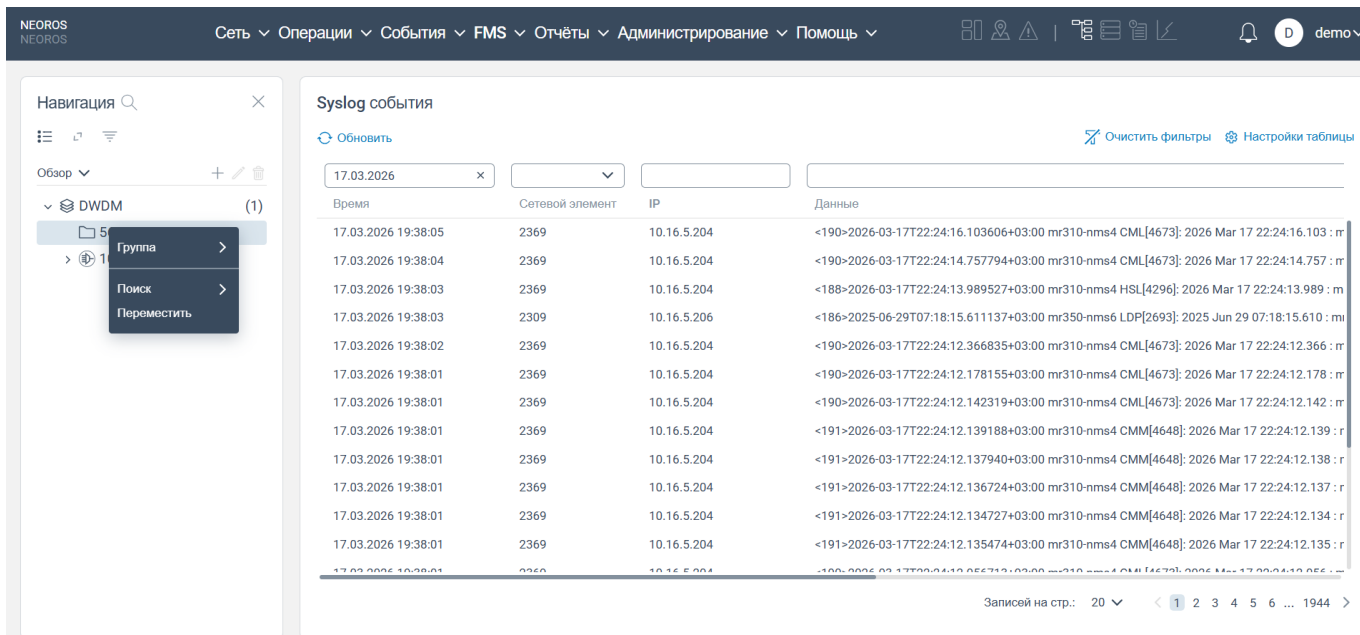 NEOROS
NEOROS
Сеть Операции События FMS Отчёты Администрирование Помощь
D demo
Навигация
Обзор
DWDM (1)
Группа
Поиск
Переместить
Syslog события
Обновить
Очистить фильтры Настройки таблицы
17.03.2026
Время Сетевой элемент IP Данные
17.03.2026 19:38:05 2369 10.16.5.204 <190>2026-03-17T22:24:16.103606+03:00 mr310-nms4 CML[4673]: 2026 Mar 17 22:24:16.103 :
17.03.2026 19:38:04 2369 10.16.5.204 <190>2026-03-17T22:24:14.757794+03:00 mr310-nms4 CML[4673]: 2026 Mar 17 22:24:14.757 :
17.03.2026 19:38:03 2369 10.16.5.204 <188>2026-03-17T22:24:13.989527+03:00 mr310-nms4 HSL[4296]: 2026 Mar 17 22:24:13.989 :
17.03.2026 19:38:03 2309 10.16.5.206 <186>2025-06-29T07:18:15.611137+03:00 mr350-nms6 LDP[2693]: 2025 Jun 29 07:18:15.610 :
17.03.2026 19:38:02 2369 10.16.5.204 <190>2026-03-17T22:24:12.366835+03:00 mr310-nms4 CML[4673]: 2026 Mar 17 22:24:12.366 :
17.03.2026 19:38:01 2369 10.16.5.204 <190>2026-03-17T22:24:12.178155+03:00 mr310-nms4 CML[4673]: 2026 Mar 17 22:24:12.178 :
17.03.2026 19:38:01 2369 10.16.5.204 <190>2026-03-17T22:24:12.142319+03:00 mr310-nms4 CML[4673]: 2026 Mar 17 22:24:12.142 :
17.03.2026 19:38:01 2369 10.16.5.204 <191>2026-03-17T22:24:12.139188+03:00 mr310-nms4 CMM[4648]: 2026 Mar 17 22:24:12.139 :
17.03.2026 19:38:01 2369 10.16.5.204 <191>2026-03-17T22:24:12.137940+03:00 mr310-nms4 CMM[4648]: 2026 Mar 17 22:24:12.138 :
17.03.2026 19:38:01 2369 10.16.5.204 <191>2026-03-17T22:24:12.136724+03:00 mr310-nms4 CMM[4648]: 2026 Mar 17 22:24:12.137 :
17.03.2026 19:38:01 2369 10.16.5.204 <191>2026-03-17T22:24:12.134727+03:00 mr310-nms4 CMM[4648]: 2026 Mar 17 22:24:12.134 :
17.03.2026 19:38:01 2369 10.16.5.204 <191>2026-03-17T22:24:12.135474+03:00 mr310-nms4 CMM[4648]: 2026 Mar 17 22:24:12.135 :
Записей на стр.: 20 1 2 3 4 5 6 ... 1944